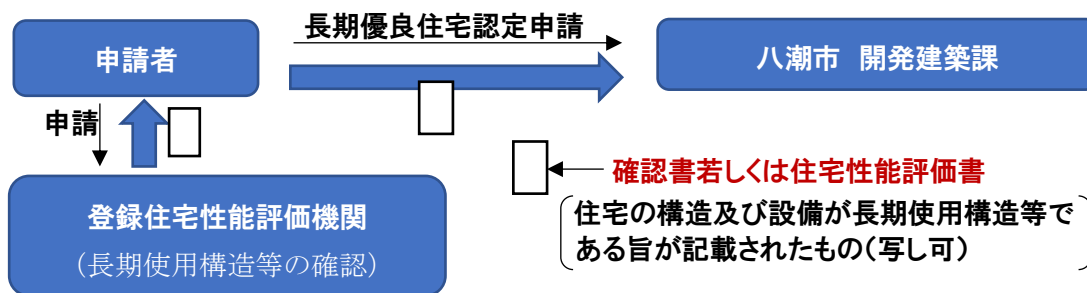 長期優良住宅認定申請
申請者
八潮市 開発建築課
申請
確認書若しくは住宅性能評価書
登録住宅性能評価機関
(長期使用構造等の確認)
住宅の構造及び設備が長期使用構造等で
ある旨が記載されたもの(写し可)